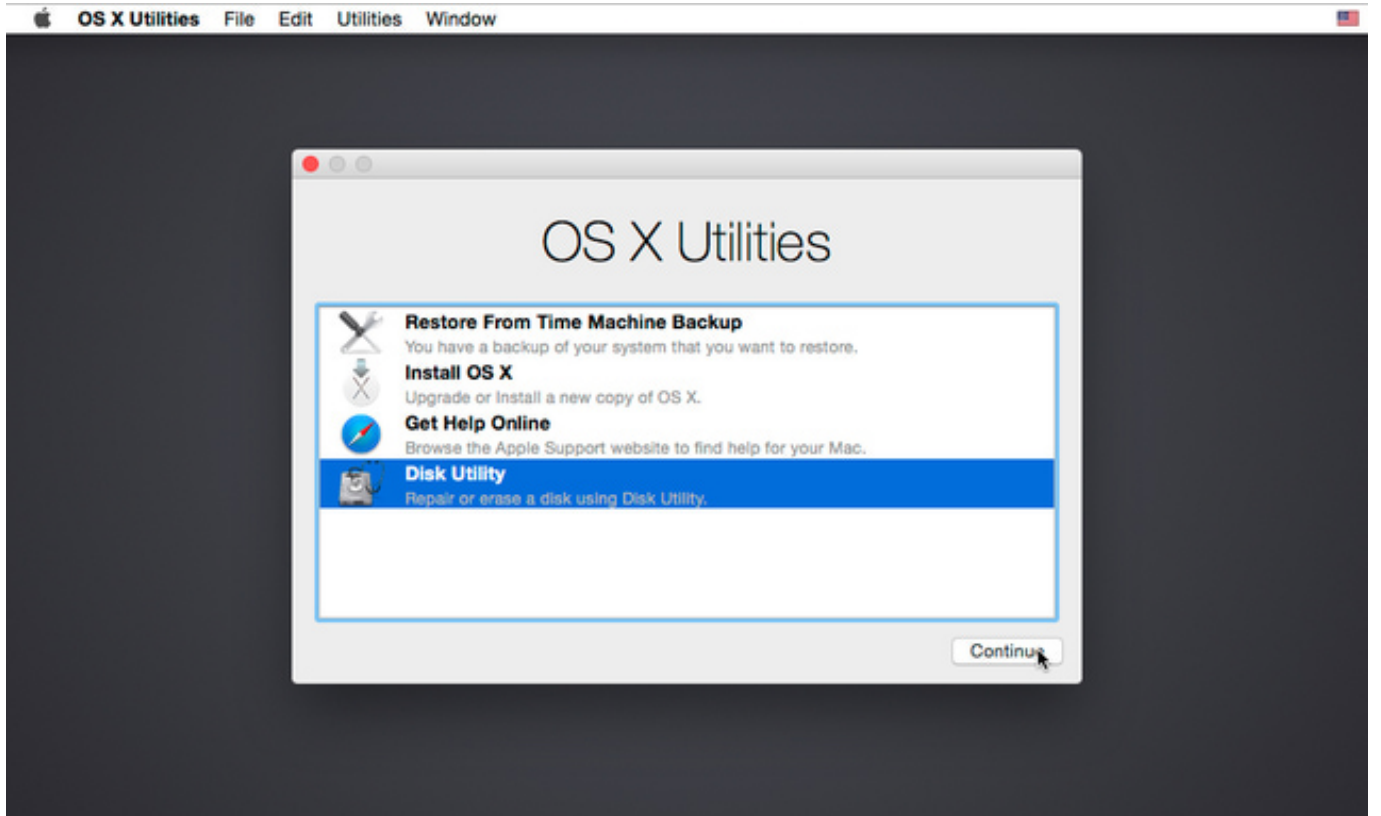 OS X Utilities File Edit Utilities Window
OS X Utilities
Restore From Time Machine Backup
You have a backup of your system that you want to restore.
Install OS X
Upgrade or Install a new copy of OS X.
Get Help Online
Browse the Apple Support website to find help for your Mac.
Disk Utility
Repair or erase a disk using Disk Utility.
Continue